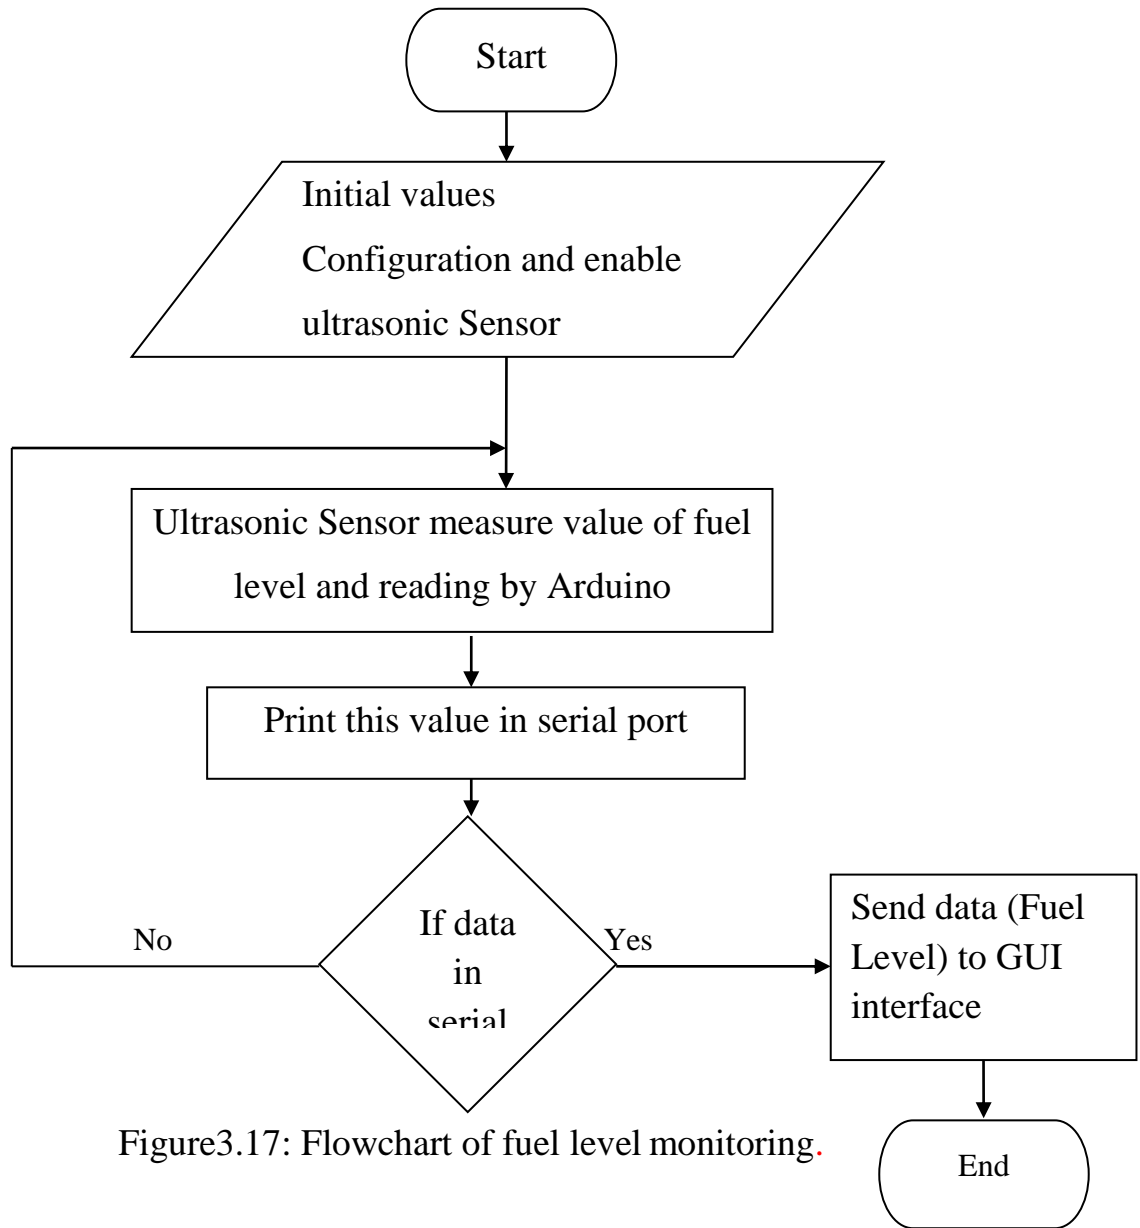 Start
Initial values
Configuration and enable
ultrasonic Sensor
Ultrasonic Sensor measure value of fuel
level and reading by Arduino
Print this value in serial port
If data
in
serial
No
Yes
Send data (Fuel
Level) to GUI
interface
End
Figure3.17: Flowchart of fuel level monitoring.